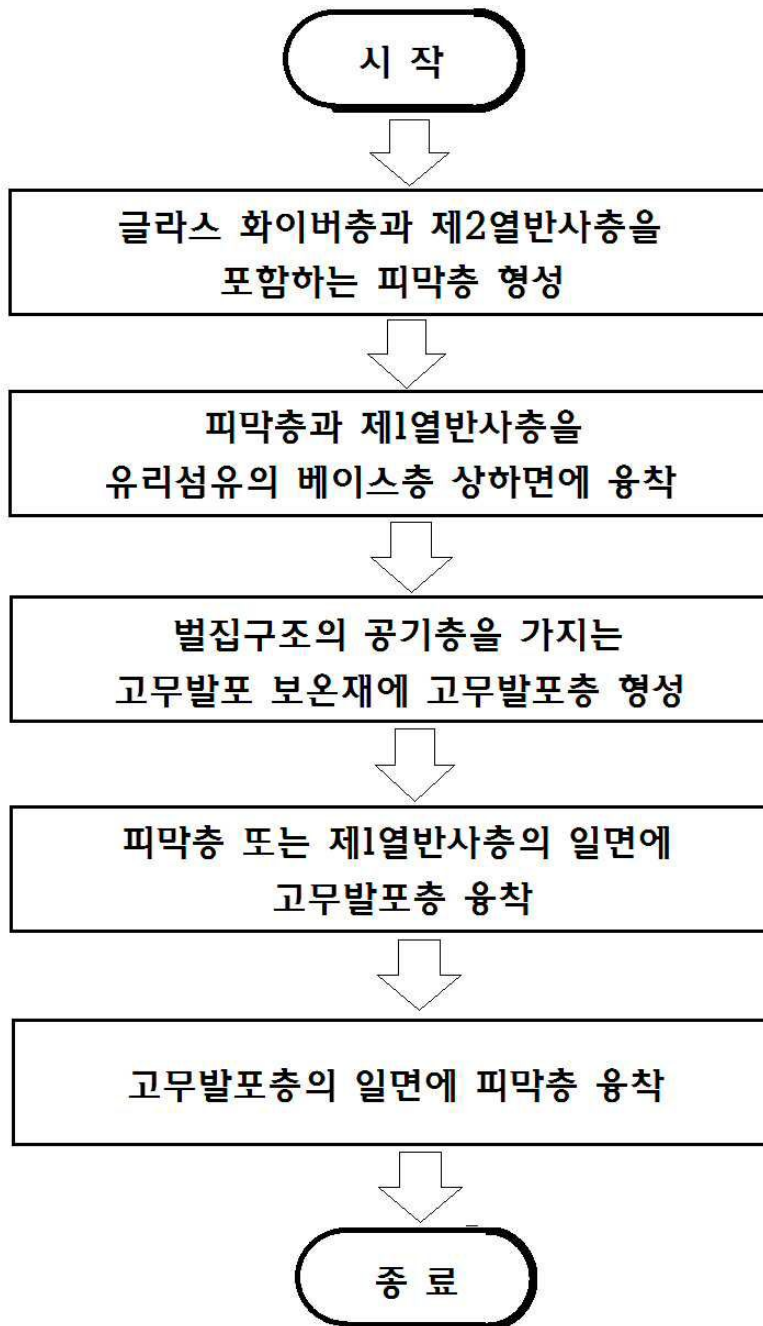 시 작
글라스 화이버층과 제2열반사층을
포함하는 피막층 형성
피막층과 제1열반사층을
유리섬유의 베이스층 상하면에 융착
벌집구조의 공기층을 가지는
고무발포 보온재에 고무발포층 형성
피막층 또는 제1열반사층의 일면에
고무발포층 융착
고무발포층의 일면에 피막층 융착
종 료